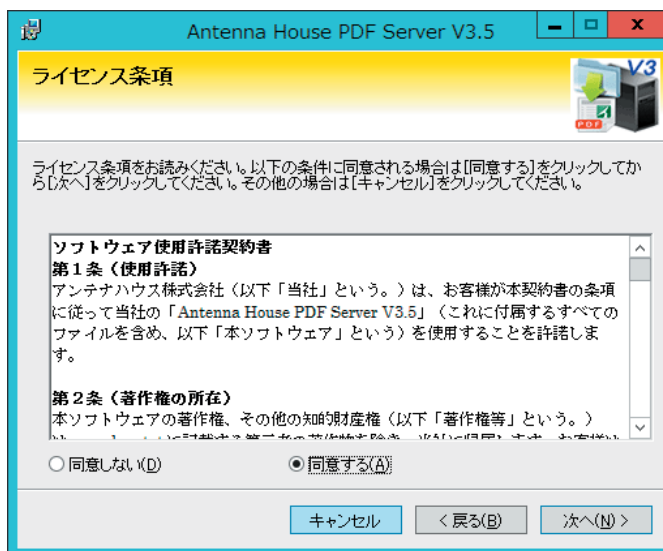 Antenna House PDF Server V3.5
ライセンス条項
V3
PDF
ライセンス条項をお読みください。以下の条件に同意される場合は[同意する]をクリックしてか
ら[次へ]をクリックしてください。その他の場合は[キャンセル]をクリックしてください。
ソフトウェア使用許諾契約書
第1条（使用許諾）
アンテナハウス株式会社（以下「当社」という。）は、お客様が本契約書の条項
に従って当社の「Antenna House PDF Server V3.5」（これに付属するすべての
ファイルを含め、以下「本ソフトウェア」という）を使用することを許諾しま
す。
第2条（著作権の所在）
本ソフトウェアの著作権、その他の知的財産権（以下「著作権等」という。）
同意しない(D)
同意する(A)
キャンセル
< 戻る(B)
次へ(N) >